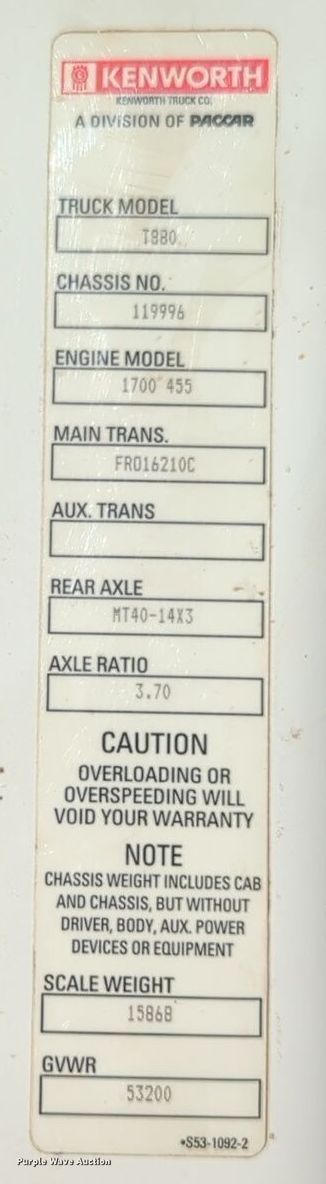 KENWORTH
KENWORTH TRUCK CO.
A DIVISION OF PACCAR
TRUCK MODEL
T880
CHASSIS NO.
119996
ENGINE MODEL
1700 455
MAIN TRANS.
FRO16210C
AUX. TRANS
REAR AXLE
MT40-14X3
AXLE RATIO
3.70
CAUTION
OVERLOADING OR
OVERSPEEDING WILL
VOID YOUR WARRANTY
NOTE
CHASSIS WEIGHT INCLUDES CAB
AND CHASSIS, BUT WITHOUT
DRIVER, BODY, AUX. POWER
DEVICES OR EQUIPMENT
SCALE WEIGHT
15868
GVWR
53200
•S53-1092-2
Purple Wave Auction